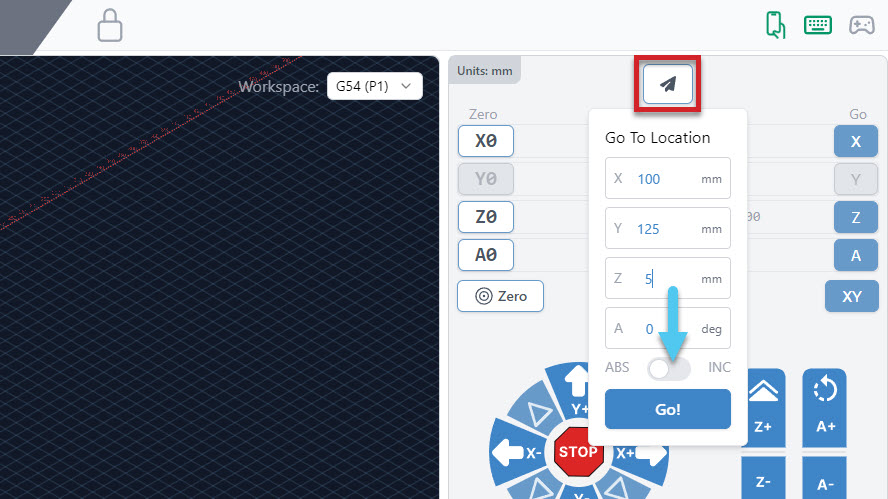 Workspace: G54 (P1)
Units: mm
Zero
Go
X0
X
Y0
Y
Z0
Z
A0
A
Zero
XY
Go To Location
X 100 mm
Y 125 mm
Z 5 mm
A 0 deg
ABS INC
Go!
Y+
X-
STOP
X+
Y-
Z+
A+
Z-
A-